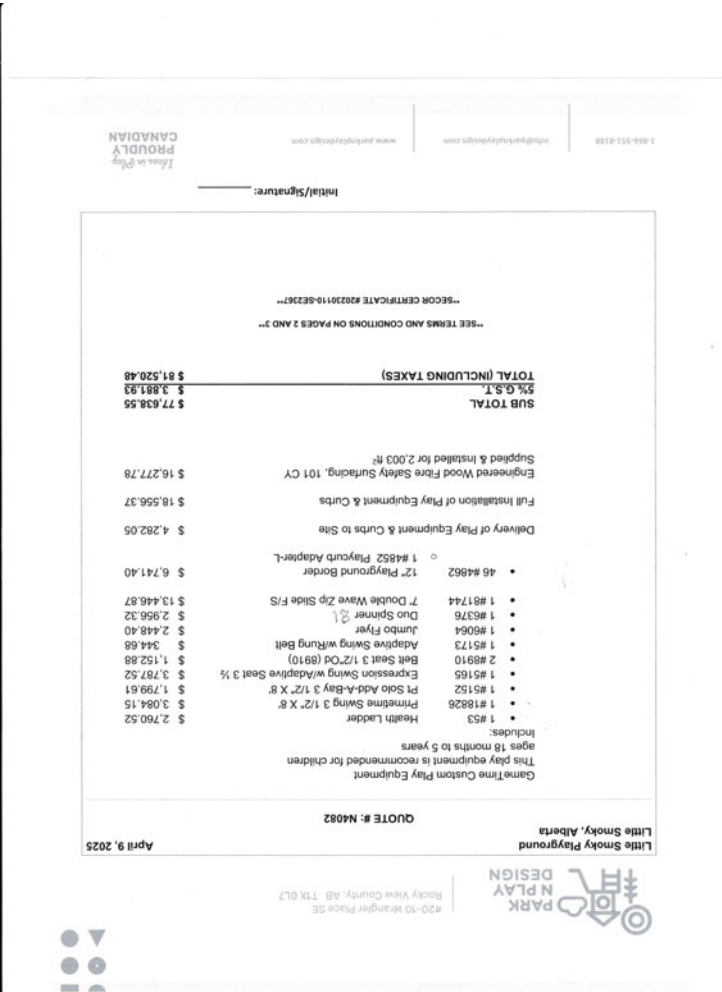 PARK
N PLAY
DESIGN
#20-10 Wrangler Place SE
Rocky View County, AB T1X 0L7
Little Smoky Playground
Little Smoky, Alberta
April 9, 2025
QUOTE #: N4082
GameTime Custom Play Equipment
This play equipment is recommended for children
ages 18 months to 5 years
Includes:
• 1 #53 Health Ladder $ 2,760.52
• 1 #18826 Primetime Swing 3 1/2" X 8' $ 3,084.15
• 1 #5152 Pt Solo Add-A-Bay 3 1/2" X 8' $ 1,799.61
• 1 #5165 Expression Swing w/Adaptive Seat 3 ½ $ 3,787.52
• 2 #8910 Belt Seat 3 1/2"Od (8910) $ 1,152.88
• 1 #5173 Adaptive Swing w/Rung Belt $ 344.68
• 1 #6064 Jumbo Flyer $ 2,448.40
• 1 #6376 Duo Spinner $ 2,956.32
• 1 #81744 7' Double Wave Zip Slide F/S $ 13,446.87
• 46 #4862 12" Playground Border $ 6,741.40
o 1 #4852 Playcurb Adapter-L
Delivery of Play Equipment & Curbs to Site $ 4,282.05
Full Installation of Play Equipment & Curbs $ 18,556.37
Engineered Wood Fibre Safety Surfacing, 101 CY $ 16,277.78
Supplied & Installed for 2,003 ft²
SUB TOTAL $ 77,638.55
5% G.S.T. $ 3,881.93
TOTAL (INCLUDING TAXES) $ 81,520.48
**SEE TERMS AND CONDITIONS ON PAGES 2 AND 3**
**SECOR CERTIFICATE #20230110-SE2367**
Initial/Signature:
1-866-551-8188
info@parknplaydesign.com
www.parknplaydesign.com
Ideas in Play
PROUDLY
CANADIAN